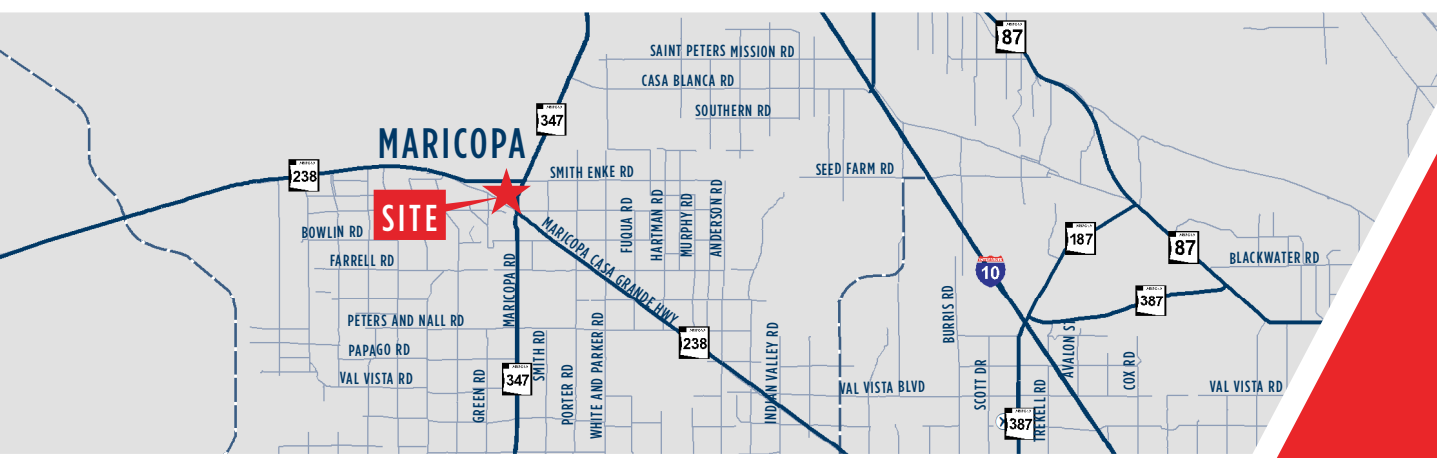 87
SAINT PETERS MISSION RD
CASA BLANCA RD
SOUTHERN RD
347
MARICOPA
238
SMITH ENKE RD
SEED FARM RD
SITE
BOWLIN RD
FARRELL RD
FUQUA RD
HARTMAN RD
MURPHY RD
ANDERSON RD
MARICOPA CASA GRANDE HWY
MARICOPA RD
187
87
BLACKWATER RD
10
387
BURRIS RD
PETERS AND NALL RD
PAPAGO RD
VAL VISTA RD
238
SMITH RD
WHITE AND PARKER RD
INDIAN VALLEY RD
AVALON ST
COX RD
347
GREEN RD
PORTER RD
VAL VISTA BLVD
SCOTT DR
TREKELL RD
VAL VISTA RD
387